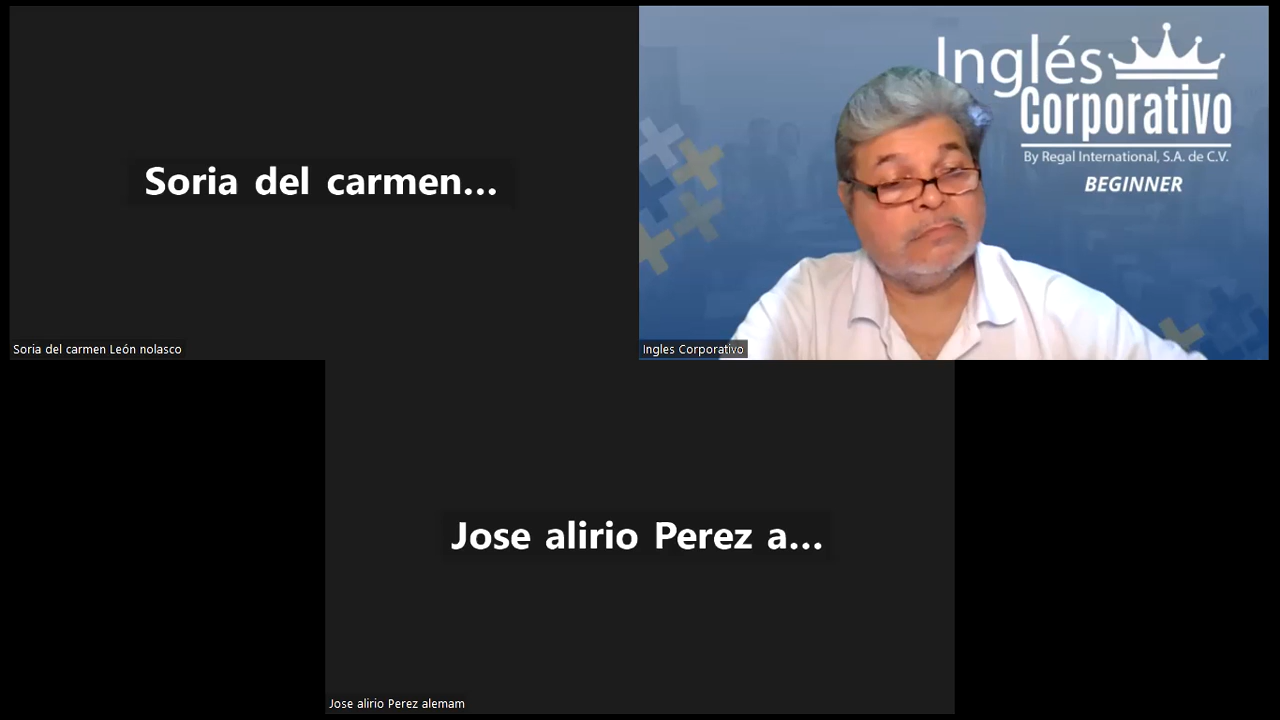 Soria del carmen...
Soria del carmen León nolasco
Inglés
Corporativo
By Regal International, S.A. de C.V.
BEGINNER
Ingles Corporativo
Jose alirio Perez a...
Jose alirio Perez alemam